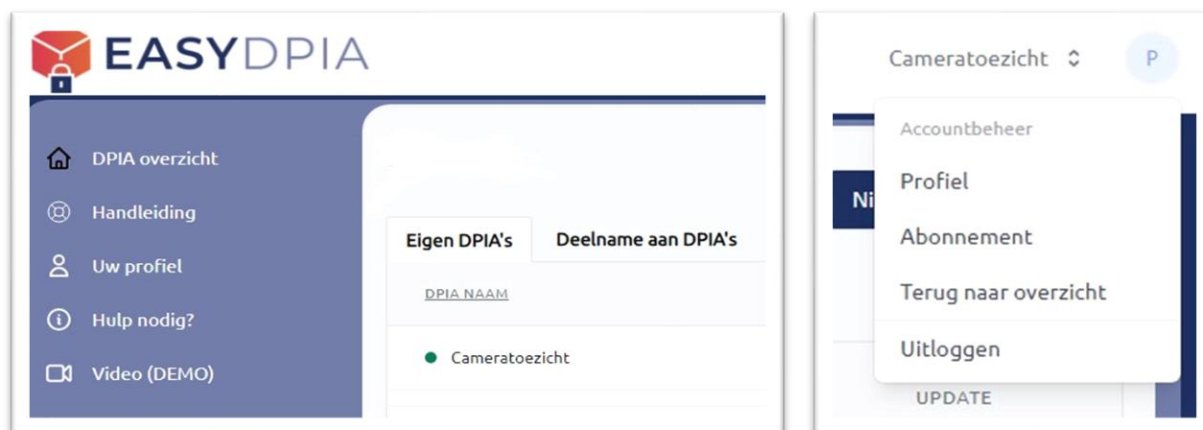 EASYDPIA
DPIA overzicht
Handleiding
Uw profiel
Hulp nodig?
Video (DEMO)
Eigen DPIA's Deelname aan DPIA's
DPIA NAAM
Cameratoezicht
Cameratoezicht P
Accountbeheer
Profiel
Ni
Abonnement
Terug naar overzicht
Uitloggen
UPDATE